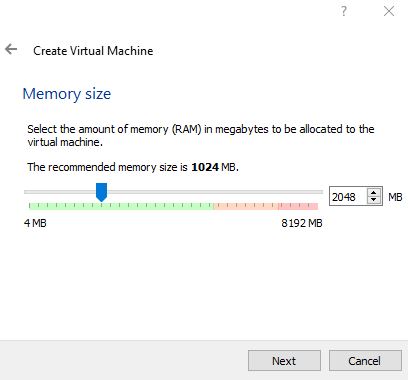 ?
Create Virtual Machine
Memory size
Select the amount of memory (RAM) in megabytes to be allocated to the
virtual machine.
The recommended memory size is 1024 MB.
2048 MB
4 MB 8192 MB
Next Cancel